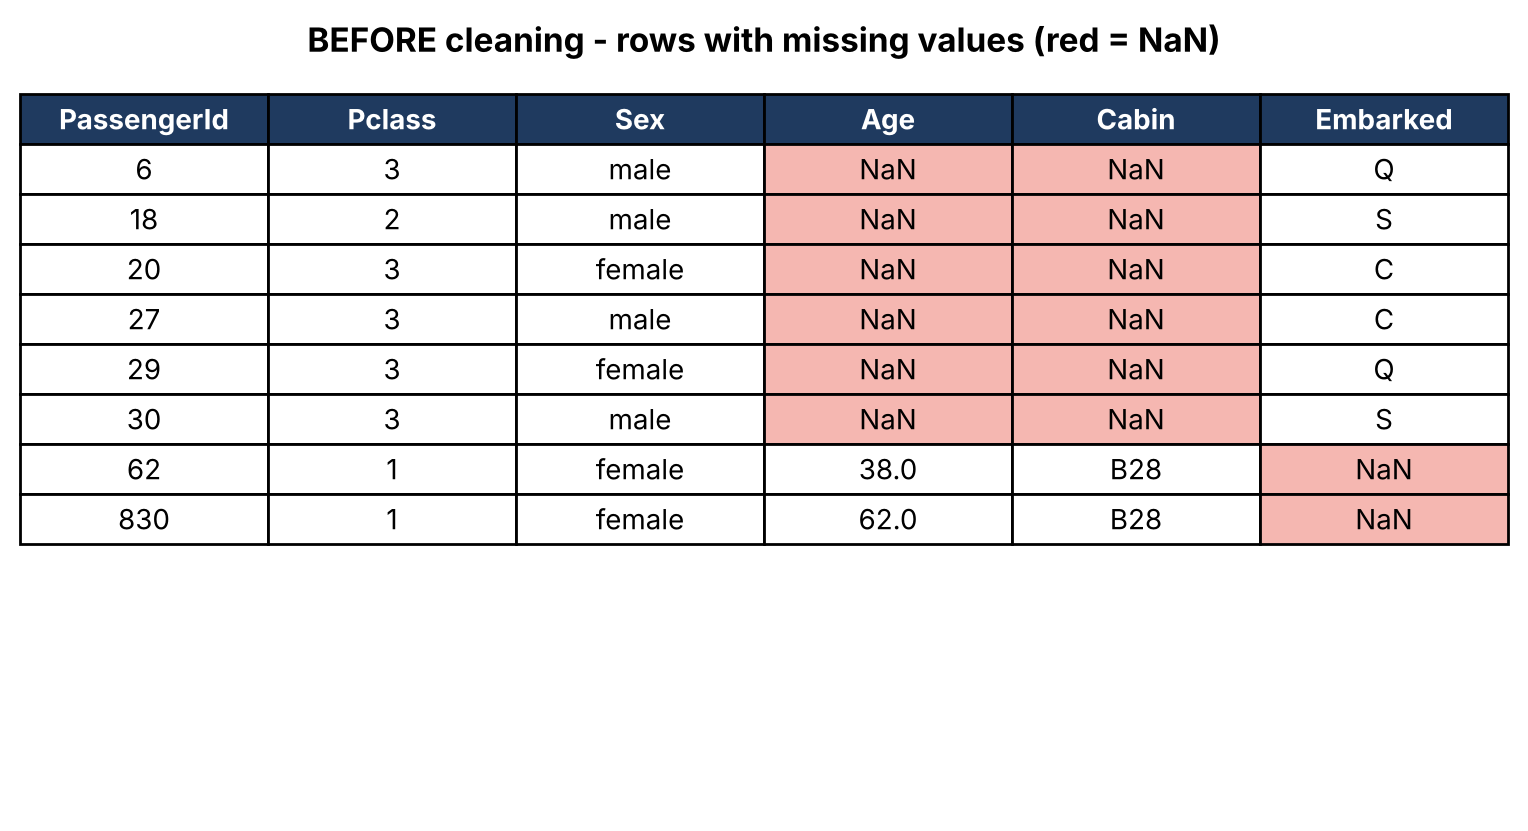 BEFORE cleaning - rows with missing values (red = NaN)
PassengerId Pclass Sex Age Cabin Embarked
6 3 male NaN NaN Q
18 2 male NaN NaN S
20 3 female NaN NaN C
27 3 male NaN NaN C
29 3 female NaN NaN Q
30 3 male NaN NaN S
62 1 female 38.0 B28 NaN
830 1 female 62.0 B28 NaN